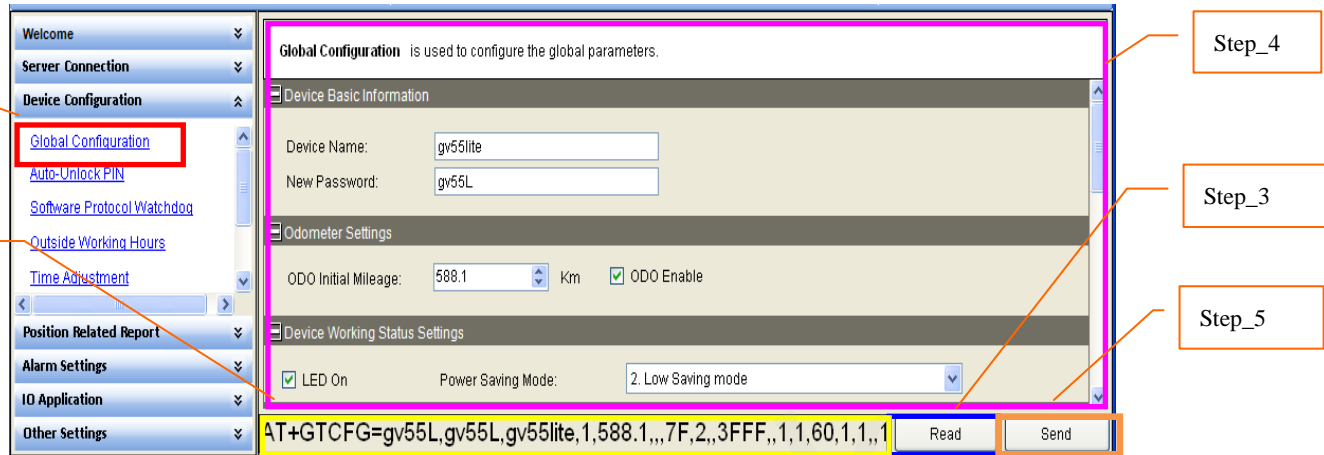 Welcome
Server Connection
Device Configuration
Global Configuration
Auto-Unlock PIN
Software Protocol Watchdog
Outside Working Hours
Time Adjustment
Position Related Report
Alarm Settings
IO Application
Other Settings
Global Configuration is used to configure the global parameters.
Device Basic Information
Device Name: gv55lite
New Password: gv55L
Odometer Settings
ODO Initial Mileage: 588.1 Km ODO Enable
Device Working Status Settings
LED On Power Saving Mode: 2. Low Saving mode
AT+GTCFG=gv55L,gv55L,gv55lite,1,588.1,,,7F,2,,3FFF,,1,1,60,1,1,,1
Read Send
Step_4
Step_3
Step_5